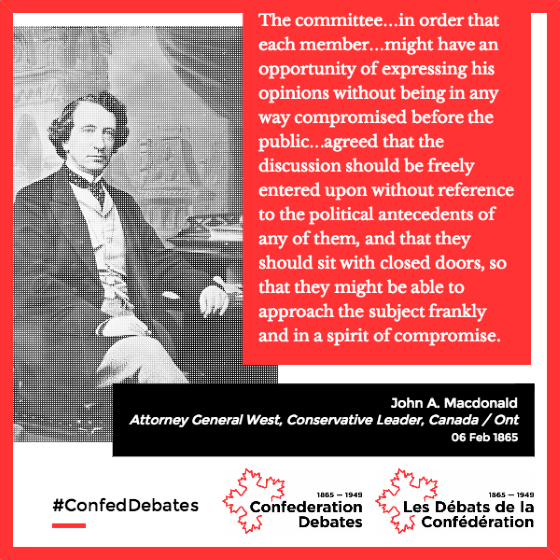 The committee...in order that
each member...might have an
opportunity of expressing his
opinions without being in any
way compromised before the
public...agreed that the
discussion should be freely
entered upon without reference
to the political antecedents of
any of them, and that they
should sit with closed doors, so
that they might be able to
approach the subject frankly
and in a spirit of compromise.
John A. Macdonald
Attorney General West, Conservative Leader, Canada / Ont
06 Feb 1865
#ConfedDebates
1865 — 1949
Confederation
Debates
1865 — 1949
Les Débats de la
Confédération